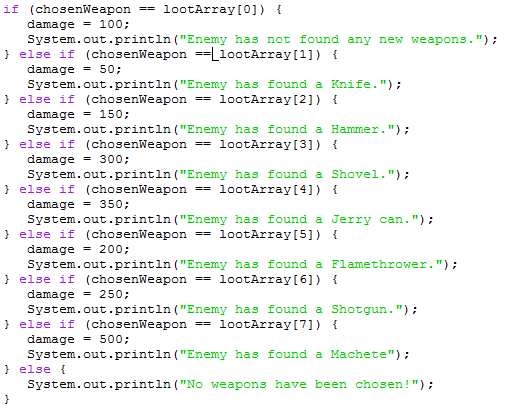 if (chosenWeapon == lootArray[0]) {
damage = 100;
System.out.println("Enemy has not found any new weapons.");
} else if (chosenWeapon == lootArray[1]) {
damage = 50;
System.out.println("Enemy has found a Knife.");
} else if (chosenWeapon == lootArray[2]) {
damage = 150;
System.out.println("Enemy has found a Hammer.");
} else if (chosenWeapon == lootArray[3]) {
damage = 300;
System.out.println("Enemy has found a Shovel.");
} else if (chosenWeapon == lootArray[4]) {
damage = 350;
System.out.println("Enemy has found a Jerry can.");
} else if (chosenWeapon == lootArray[5]) {
damage = 200;
System.out.println("Enemy has found a Flamethrower.");
} else if (chosenWeapon == lootArray[6]) {
damage = 250;
System.out.println("Enemy has found a Shotgun.");
} else if (chosenWeapon == lootArray[7]) {
damage = 500;
System.out.println("Enemy has found a Machete");
} else {
System.out.println("No weapons have been chosen!");
}